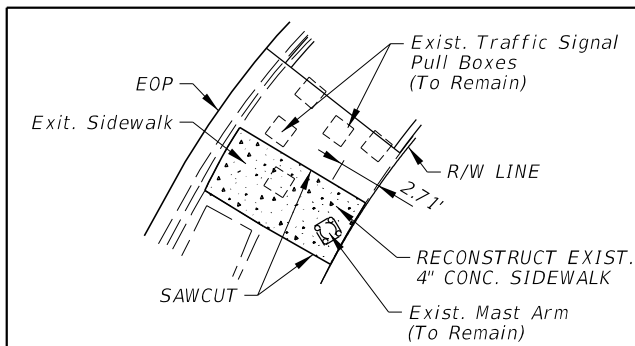 Exist. Traffic Signal
Pull Boxes
(To Remain)
EOP
Exit. Sidewalk
R/W LINE
2.71'
RECONSTRUCT EXIST.
4" CONC. SIDEWALK
SAWCUT
Exist. Mast Arm
(To Remain)